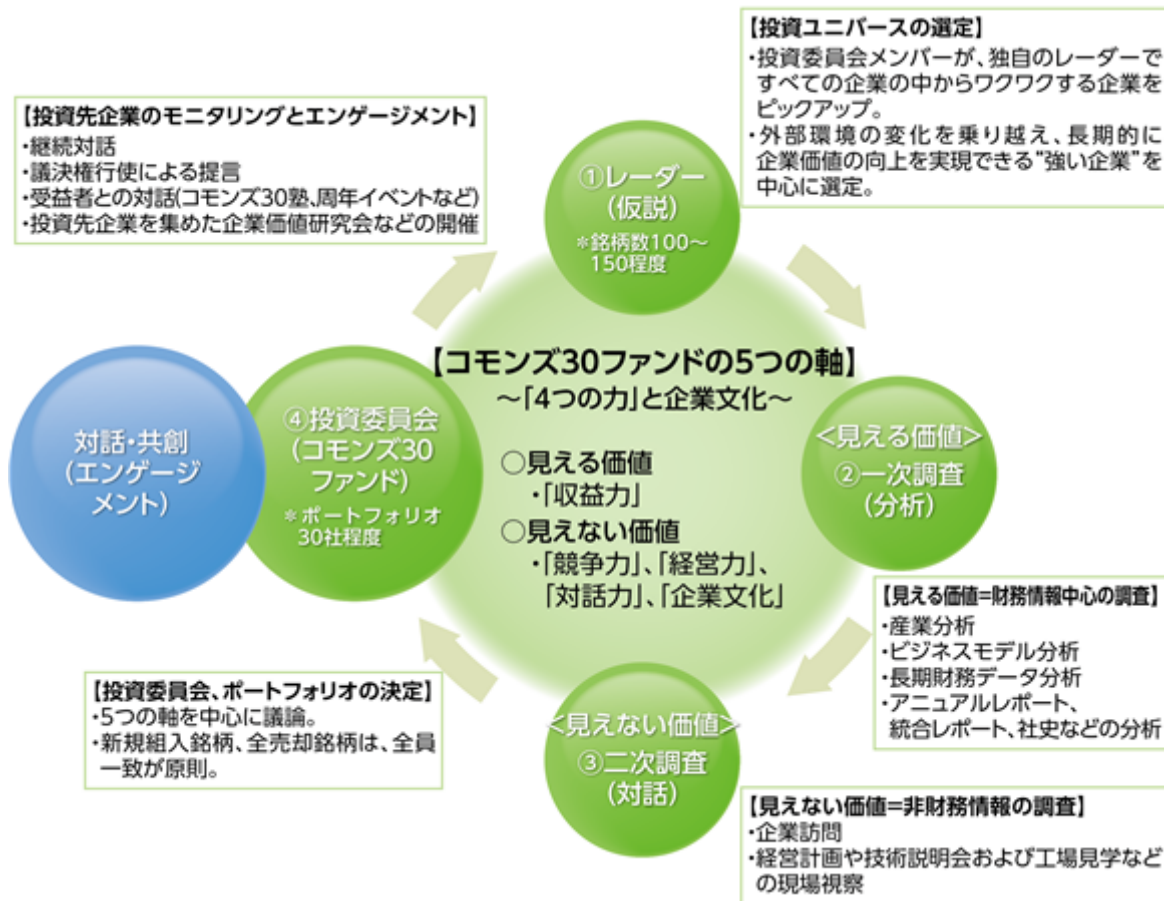 【投資ユニバースの選定】
・投資委員会メンバーが、独自のレーダーで
すべての企業の中からワクワクする企業を
ピックアップ。
・外部環境の変化を乗り越え、長期的に
企業価値の向上を実現できる“強い企業”を
中心に選定。
【投資先企業のモニタリングとエンゲージメント】
・継続対話
・議決権行使による提言
・受益者との対話(コモンズ30塾、周年イベントなど)
・投資先企業を集めた企業価値研究会などの開催
①レーダー
(仮説)
＊銘柄数100～
150程度
【コモンズ30ファンドの5つの軸】
～「4つの力」と企業文化～
○見える価値
・「収益力」
○見えない価値
・「競争力」、「経営力」、
「対話力」、「企業文化」
対話・共創
(エンゲージ
メント)
④投資委員会
(コモンズ30
ファンド)
＊ポートフォリオ
30社程度
<見える価値>
②一次調査
(分析)
【見える価値=財務情報中心の調査】
・産業分析
・ビジネスモデル分析
・長期財務データ分析
・アニュアルレポート、
統合レポート、社史などの分析
【投資委員会、ポートフォリオの決定】
・5つの軸を中心に議論。
・新規組入銘柄、全売却銘柄は、全員
一致が原則。
<見えない価値>
③二次調査
(対話)
【見えない価値=非財務情報の調査】
・企業訪問
・経営計画や技術説明会および工場見学など
の現場視察